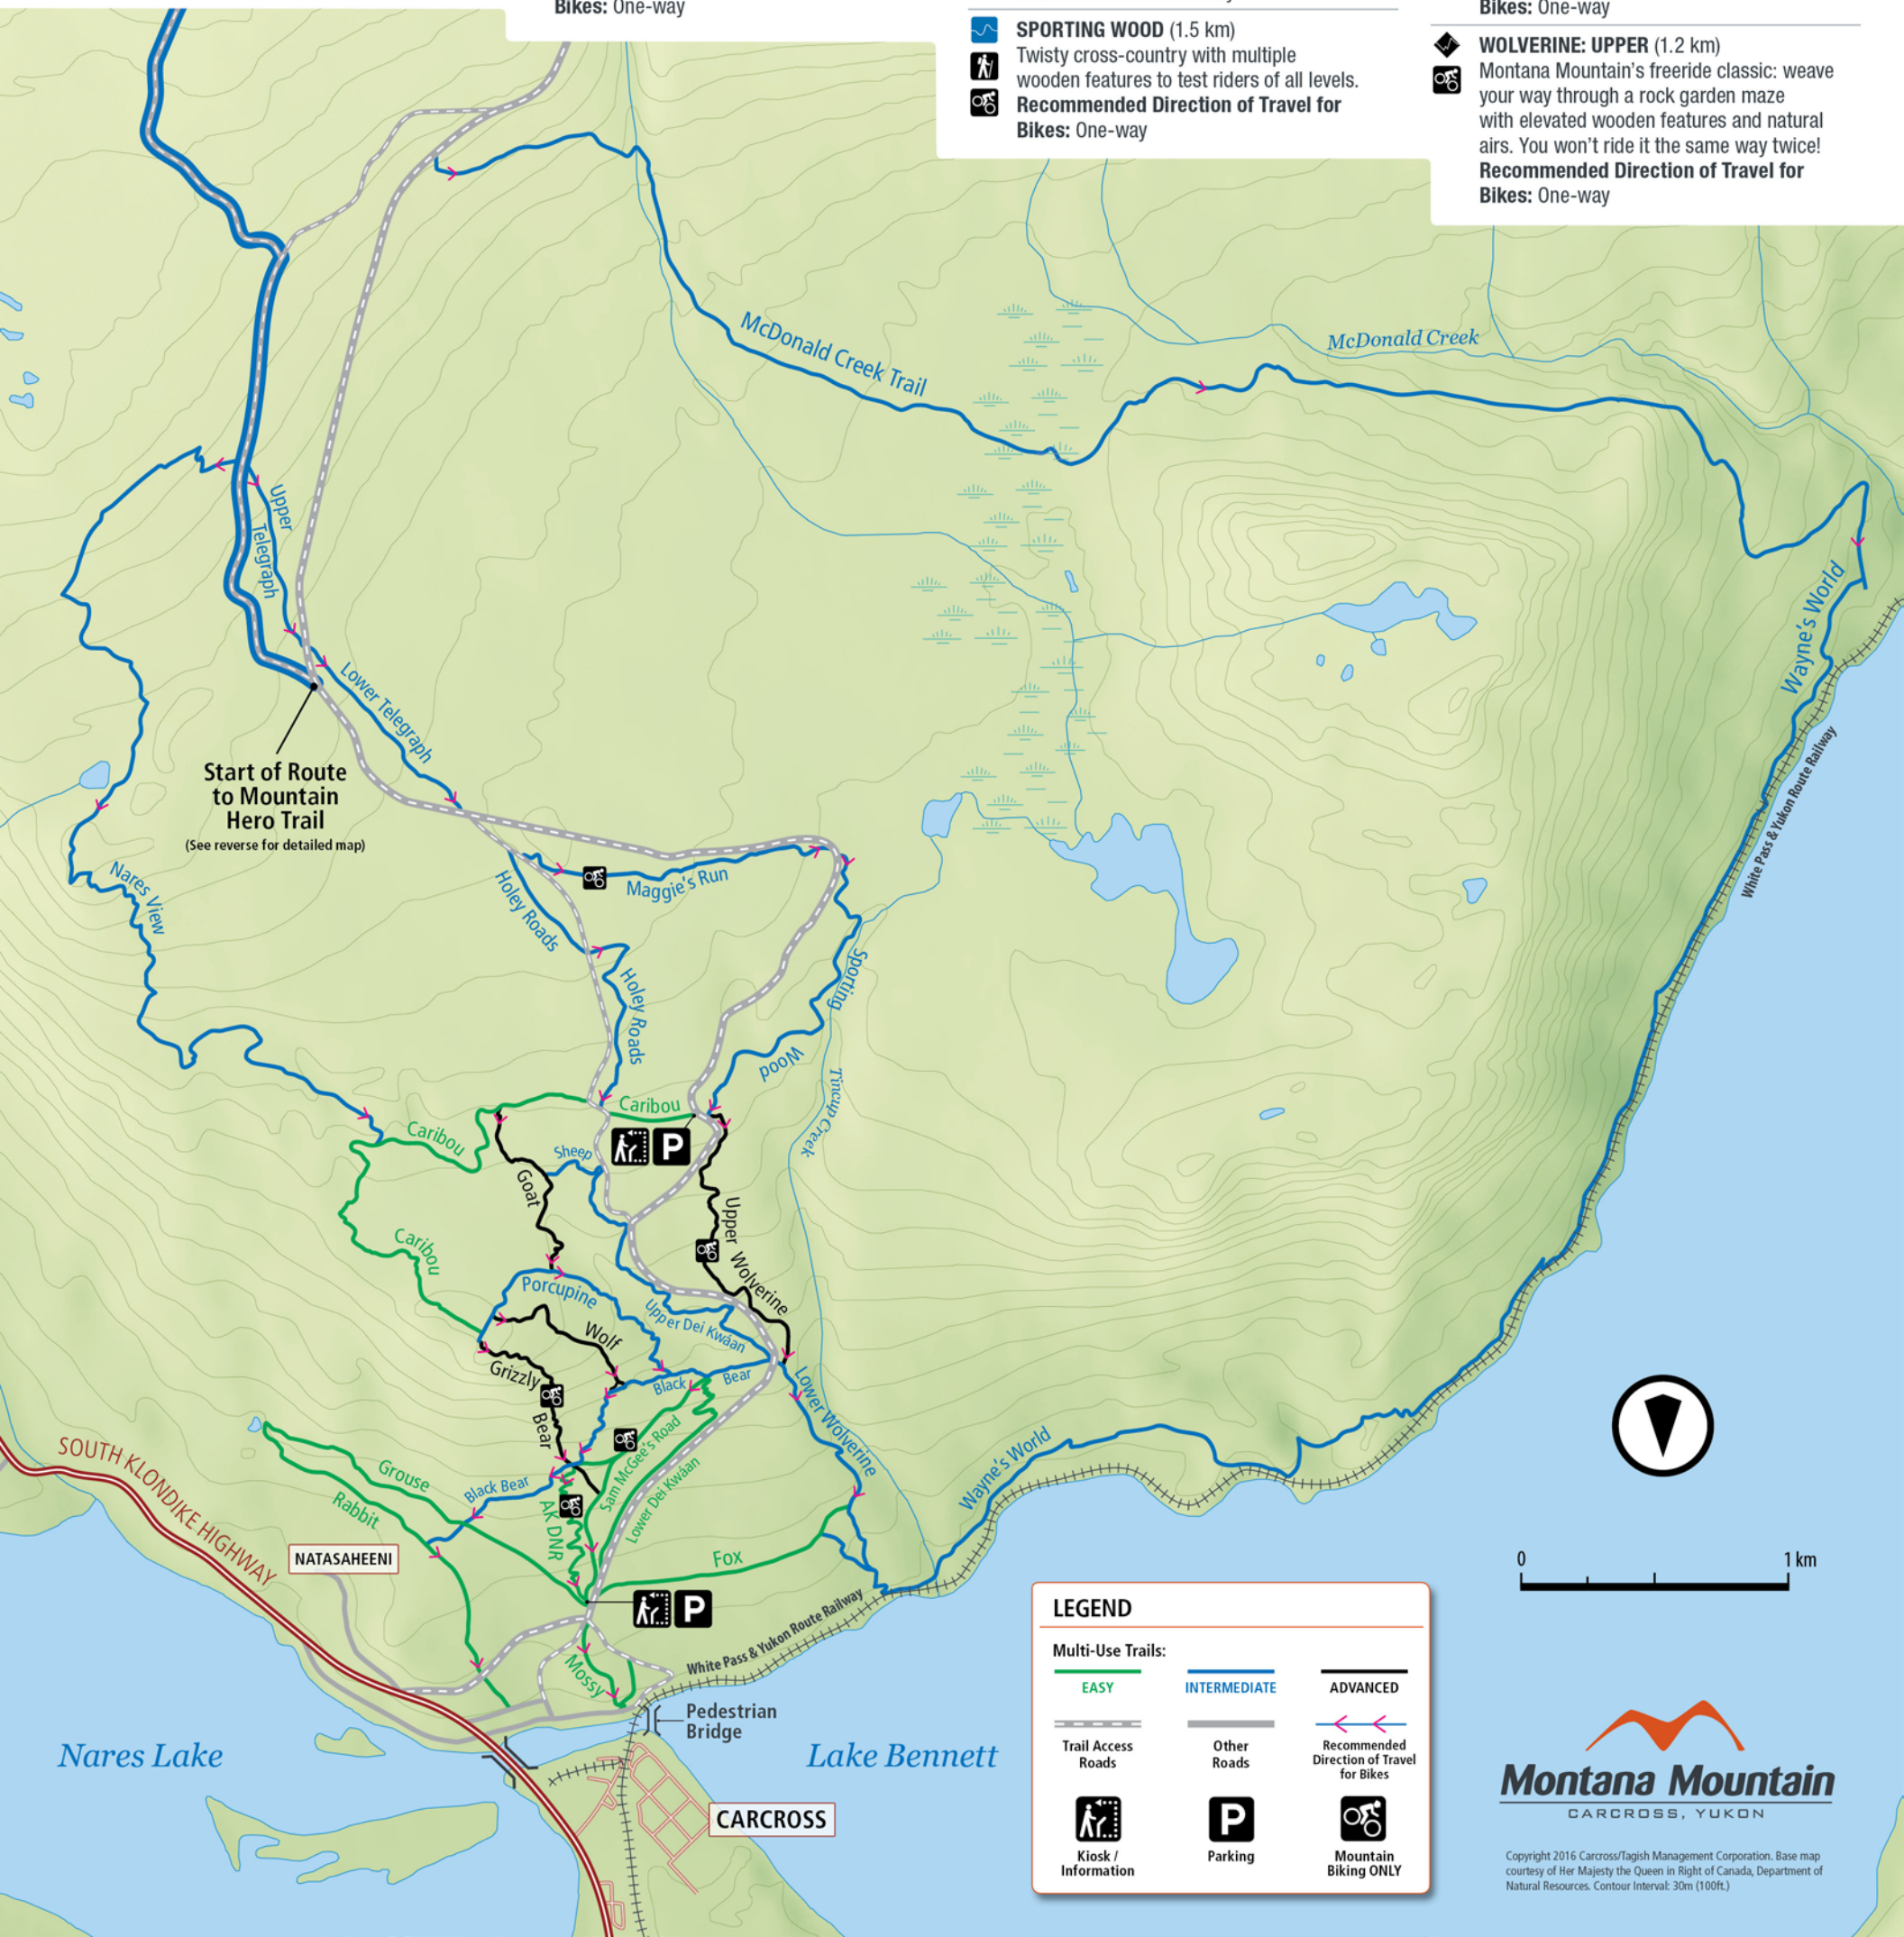 Bikes: One-way
SPORTING WOOD (1.5 km)
Twisty cross-country with multiple
wooden features to test riders of all levels.
Recommended Direction of Travel for
Bikes: One-way
Bikes: One-way
WOLVERINE: UPPER (1.2 km)
Montana Mountain's freeride classic: weave
your way through a rock garden maze
with elevated wooden features and natural
airs. You won't ride it the same way twice!
Recommended Direction of Travel for
Bikes: One-way
McDonald Creek Trail
McDonald Creek
Upper
Telegraph
Lower Telegraph
Wayne's World
White Pass & Yukon Route Railway
Start of Route
to Mountain
Hero Trail
(See reverse for detailed map)
Nares View
Holey Roads
Maggie's Run
Holey Roads
Sporting
Wood
Tincup Creek
Caribou
Caribou
P
Sheep
Goat
Upper Wolverine
Caribou
Porcupine
Upper Dei Kwáan
Wolf
Grizzly
Bear
Black
Bear
Lower Wolverine
Wayne's World
Sam McGee's Road
Lower Dei Kwáan
Black Bear
AK DNR
Grouse
Rabbit
SOUTH KLONDIKE HIGHWAY
NATASAHEENI
Fox
P
Mossy
White Pass & Yukon Route Railway
Pedestrian
Bridge
Nares Lake
Lake Bennett
CARCROSS
0 1 km
LEGEND
Multi-Use Trails:
EASY INTERMEDIATE ADVANCED
Trail Access
Roads
Other
Roads
Recommended
Direction of Travel
for Bikes
P
Kiosk /
Information
Parking
Mountain
Biking ONLY
Montana Mountain
CARCROSS, YUKON
Copyright 2016 Carcross/Tagish Management Corporation. Base map
courtesy of Her Majesty the Queen in Right of Canada, Department of
Natural Resources. Contour Interval: 30m (100ft.)